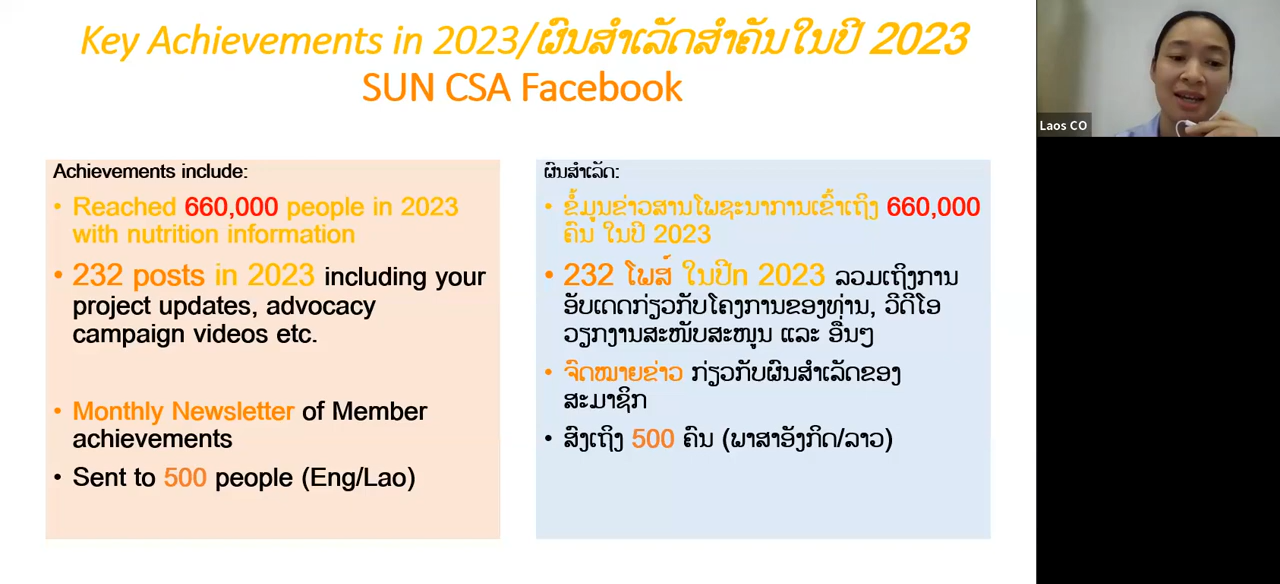 Key Achievements in 2023/ຜົນສຳເລັດສຳຄັນໃນປີ 2023
SUN CSA Facebook
Laos CO
Achievements include:
• Reached 660,000 people in 2023
with nutrition information
• 232 posts in 2023 including your
project updates, advocacy
campaign videos etc.
• Monthly Newsletter of Member
achievements
• Sent to 500 people (Eng/Lao)
ຜົນສຳເລັດ:
• ຂໍ້ມູນຂ່າວສານໂພຊະນາການເຂົ້າເຖິງ 660,000
ຄົນ ໃນປີ 2023
• 232 ໂພສ໌ ໃນປີກ 2023 ລວມເຖິງການ
ອັບເດດກ່ຽວກັບໂຄງການຂອງທ່ານ, ວີດີໂອ
ວຽກງານສະໜັບສະໜູນ ແລະ ອື່ນໆ
• ຈົດໝາຍຂ່າວ ກ່ຽວກັບຜົນສຳເລັດຂອງ
ສະມາຊິກ
• ສົ່ງເຖິງ 500 ຄົນ (ພາສາອັງກິດ/ລາວ)